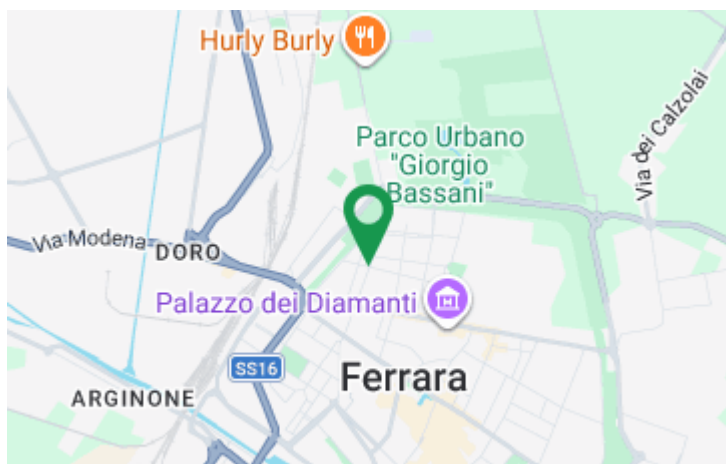 Hurly Burly
Parco Urbano
"Giorgio
Bassani"
Via dei Calzolai
Via Modena
DORO
Palazzo dei Diamanti
SS16
Ferrara
ARGINONE